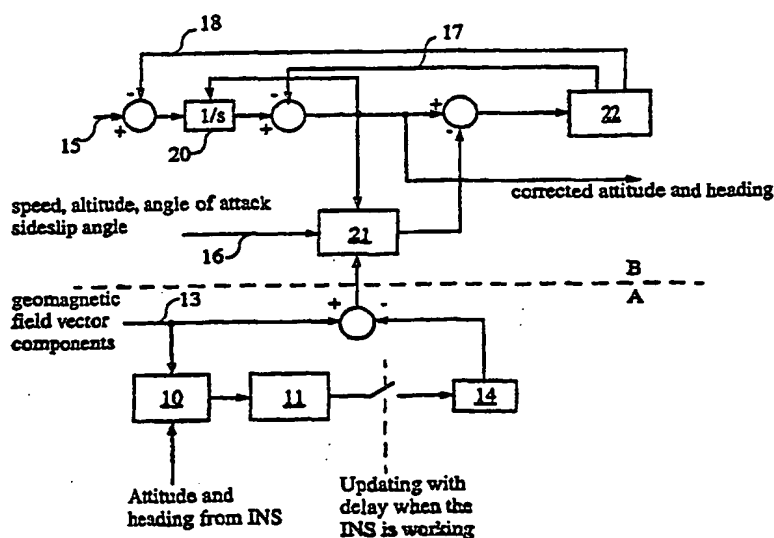 18
17
-
-
+
15
+
1/s
+
-
22
20
corrected attitude and heading
speed, altitude, angle of attack
sideslip angle
16
21
B
A
geomagnetic
field vector
components
13
+
-
10
11
14
Attitude and
heading from INS
Updating with
delay when the
INS is working